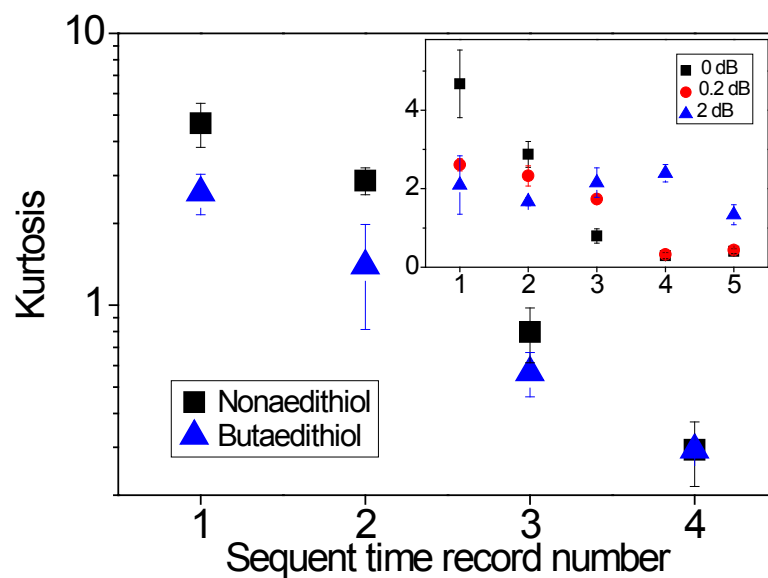 10
1
Kurtosis
4
2
0
1 2 3 4 5
0 dB
0.2 dB
2 dB
Nonaedithiol
Butaedithiol
1 2 3 4
Sequent time record number